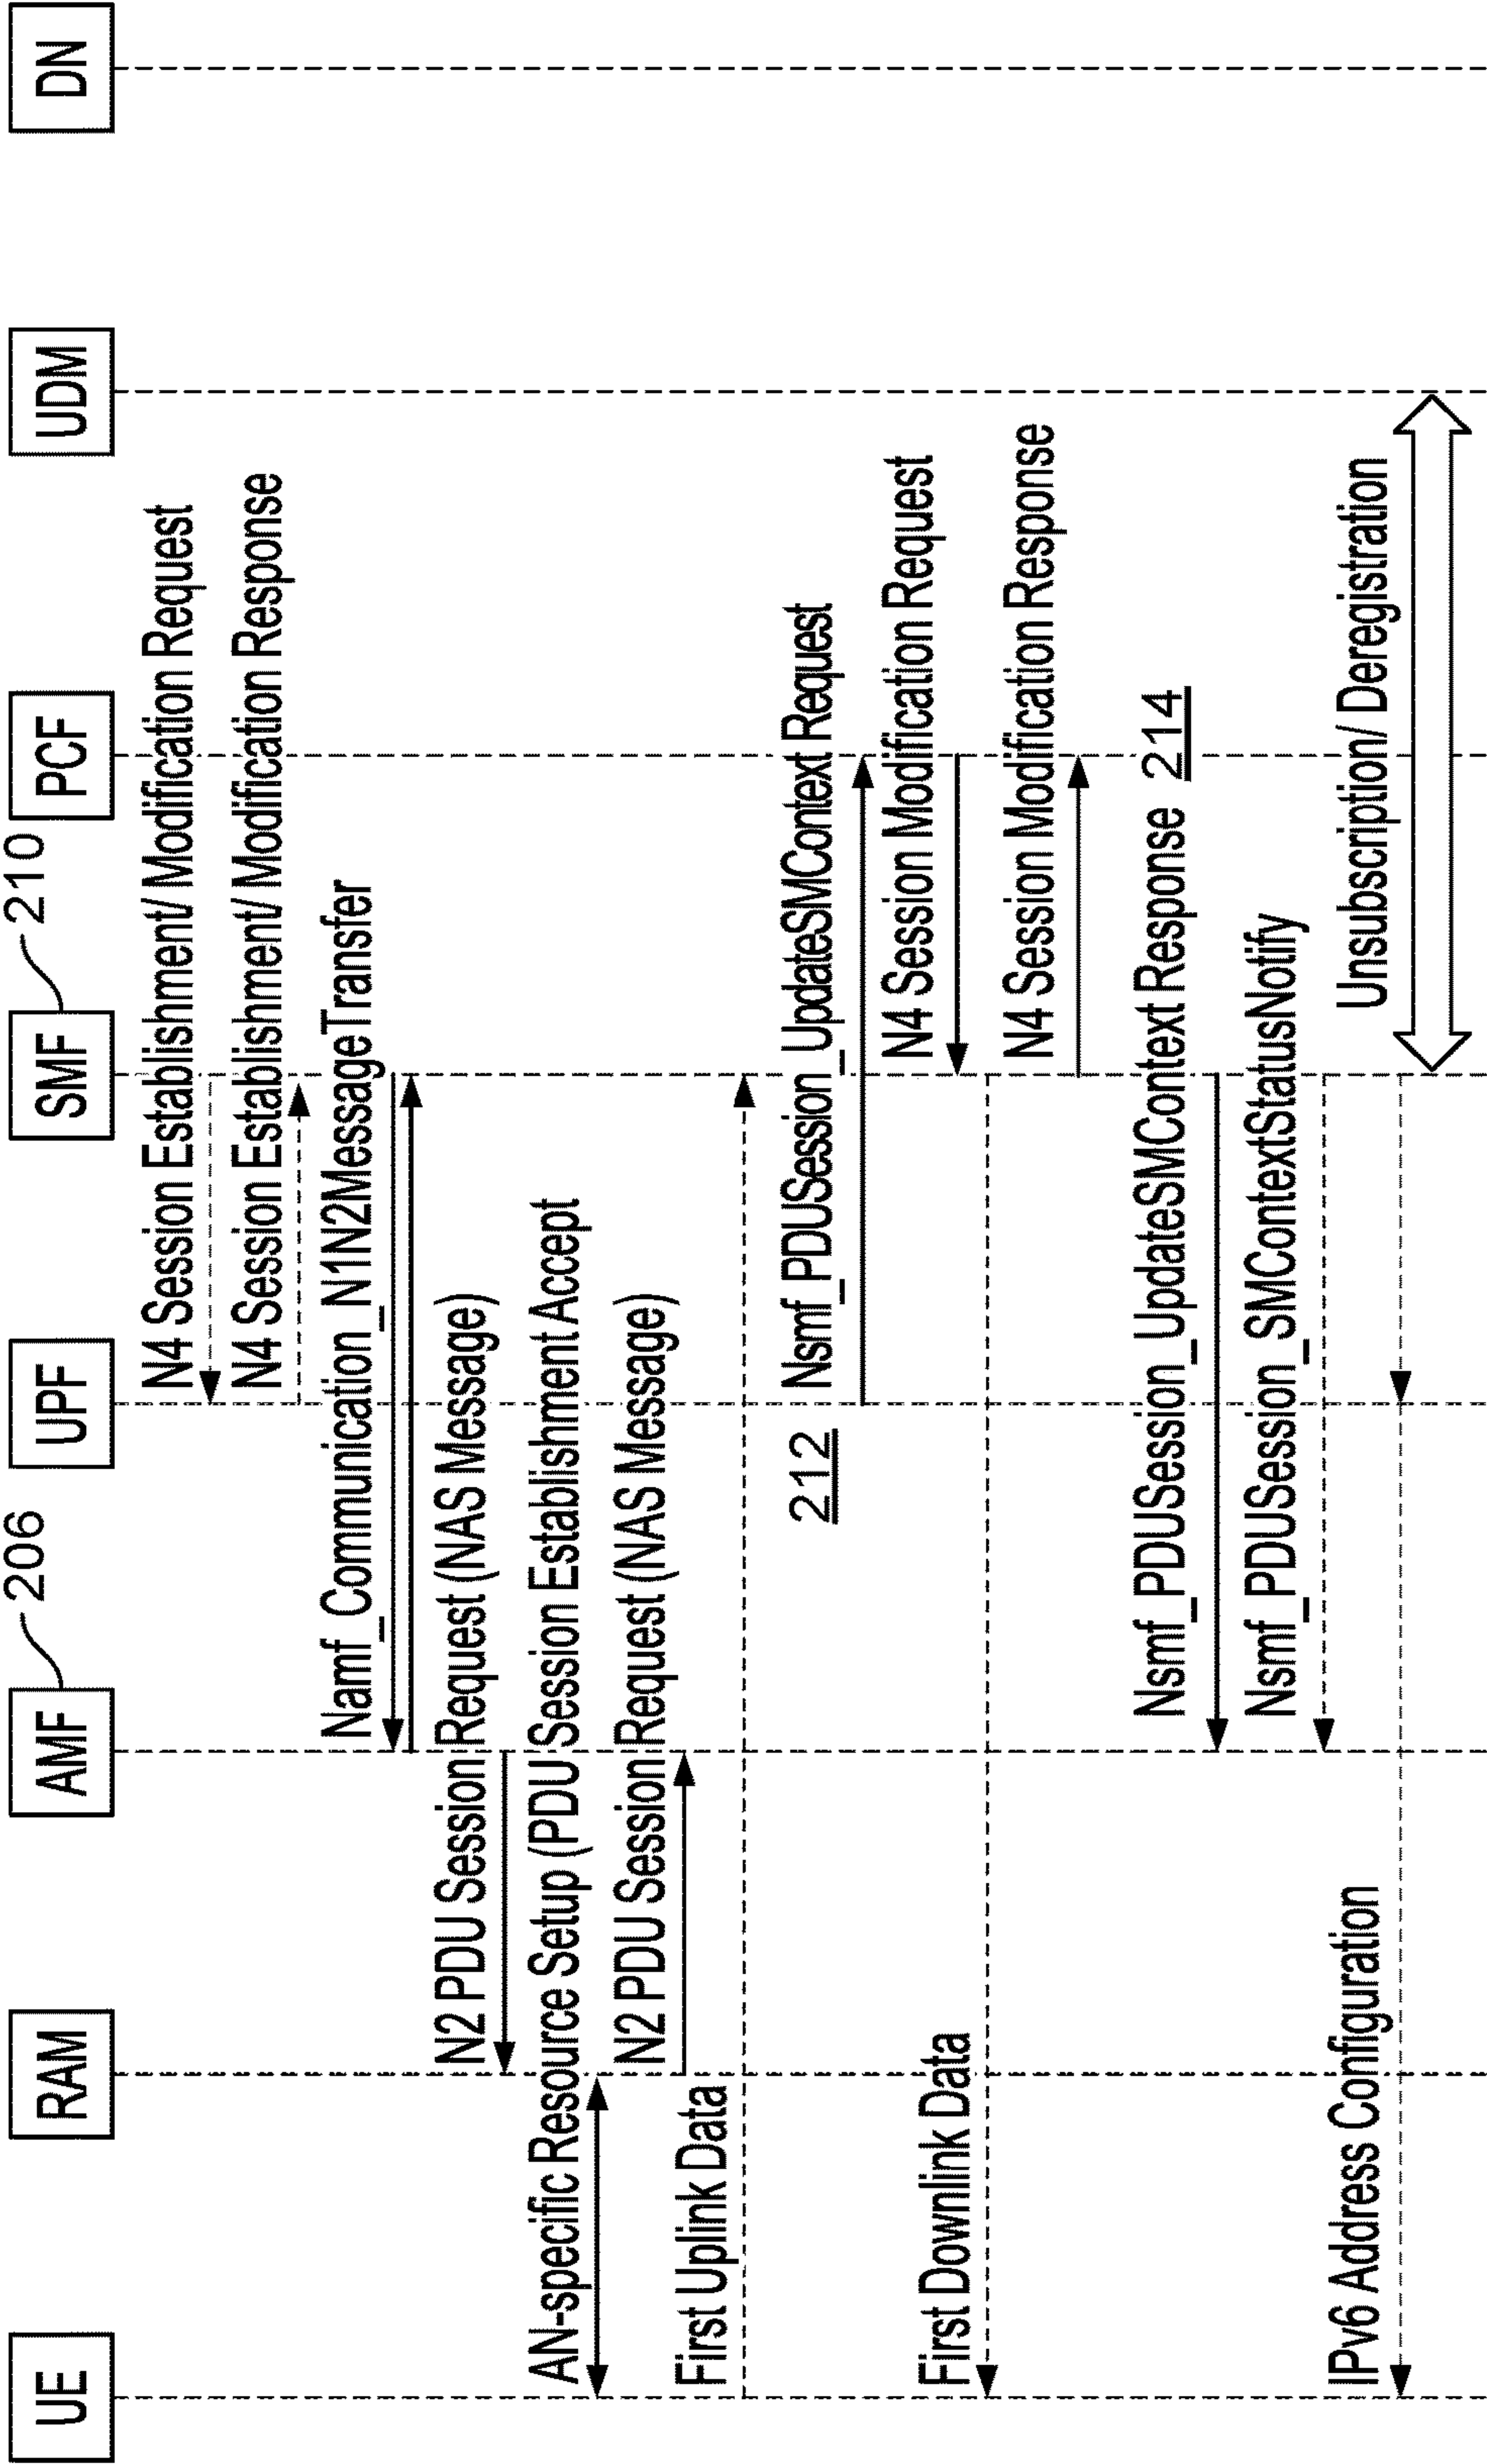 UE
RAM
AMF
206
UPF
SMF
210
PCF
UDM
DN
N4 Session Establishment/ Modification Request
N4 Session Establishment/ Modification Response
Namf_Communication_N1N2MessageTransfer
N2 PDU Session Request (NAS Message)
AN-specific Resource Setup (PDU Session Establishment Accept
N2 PDU Session Request (NAS Message)
First Uplink Data
212
Nsmf_PDUSession_UpdateSMContext Request
N4 Session Modification Request
First Downlink Data
N4 Session Modification Response
Nsmf_PDUSession_UpdateSMContext Response
214
Nsmf_PDUSession_SMContextStatusNotify
IPv6 Address Configuration
Unsubscription/ Deregistration